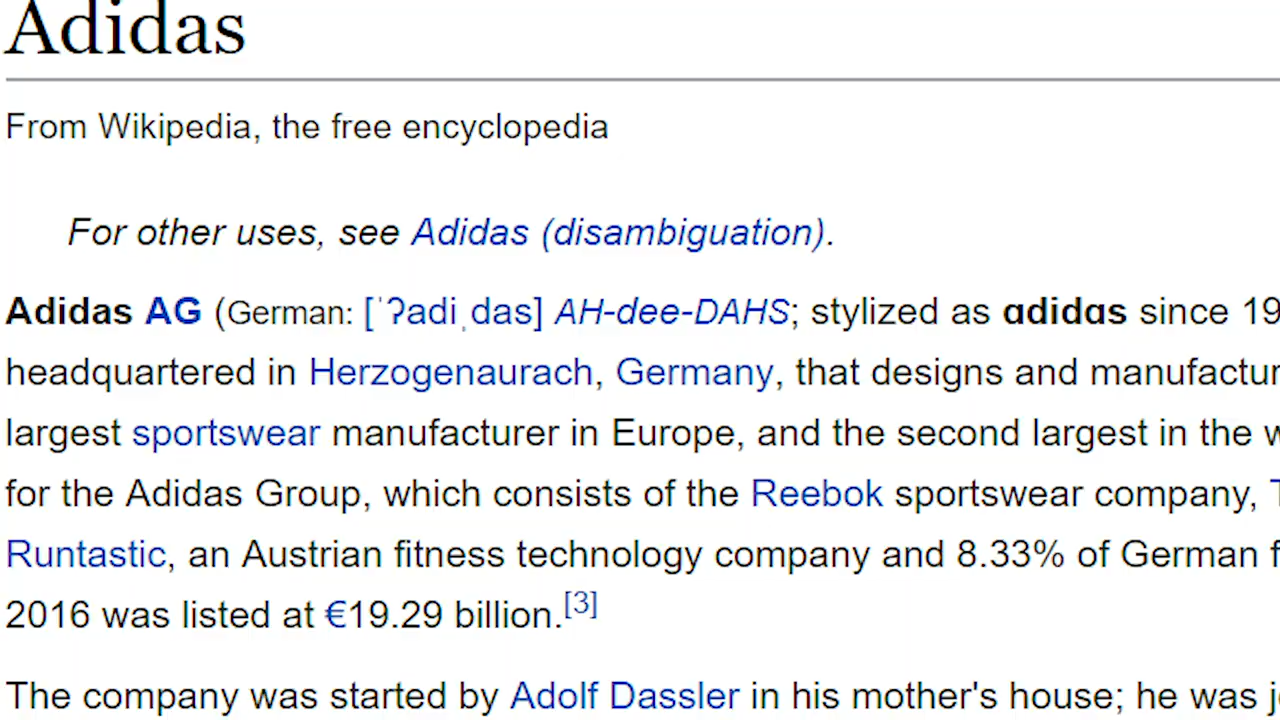 Adidas
From Wikipedia, the free encyclopedia
For other uses, see Adidas (disambiguation).
Adidas AG (German: [ˈʔadiˌdas] AH-dee-DAHS; stylized as ɑdidɑs since 19
headquartered in Herzogenaurach, Germany, that designs and manufactur
largest sportswear manufacturer in Europe, and the second largest in the w
for the Adidas Group, which consists of the Reebok sportswear company, T
Runtastic, an Austrian fitness technology company and 8.33% of German f
2016 was listed at €19.29 billion.[3]
The company was started by Adolf Dassler in his mother's house; he was j